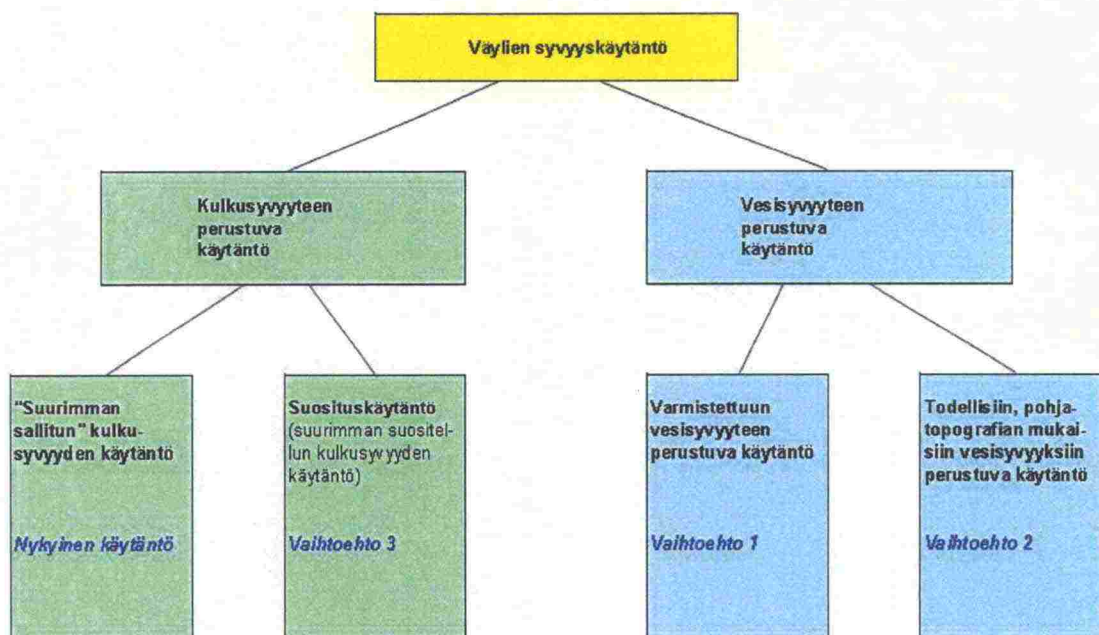 Väylien syvyyskäytäntö
Kulkusyvyyteen
perustuva
käytäntö
Vesisyvyyteen
perustuva
käytäntö
"Suurimman
sallitun" kulku-
syvyyden käytäntö
Nykyinen käytäntö
Suosituskäytäntö
(suurimman suositel-
lun kulkusyvyyden
käytäntö)
Vaihtoehto 3
Varmistettuun
vesisyvyyteen
perustuva käytäntö
Vaihtoehto 1
Todellisiin, pohja-
topografian mukai-
siin vesisyvyyksiin
perustuva käytäntö
Vaihtoehto 2